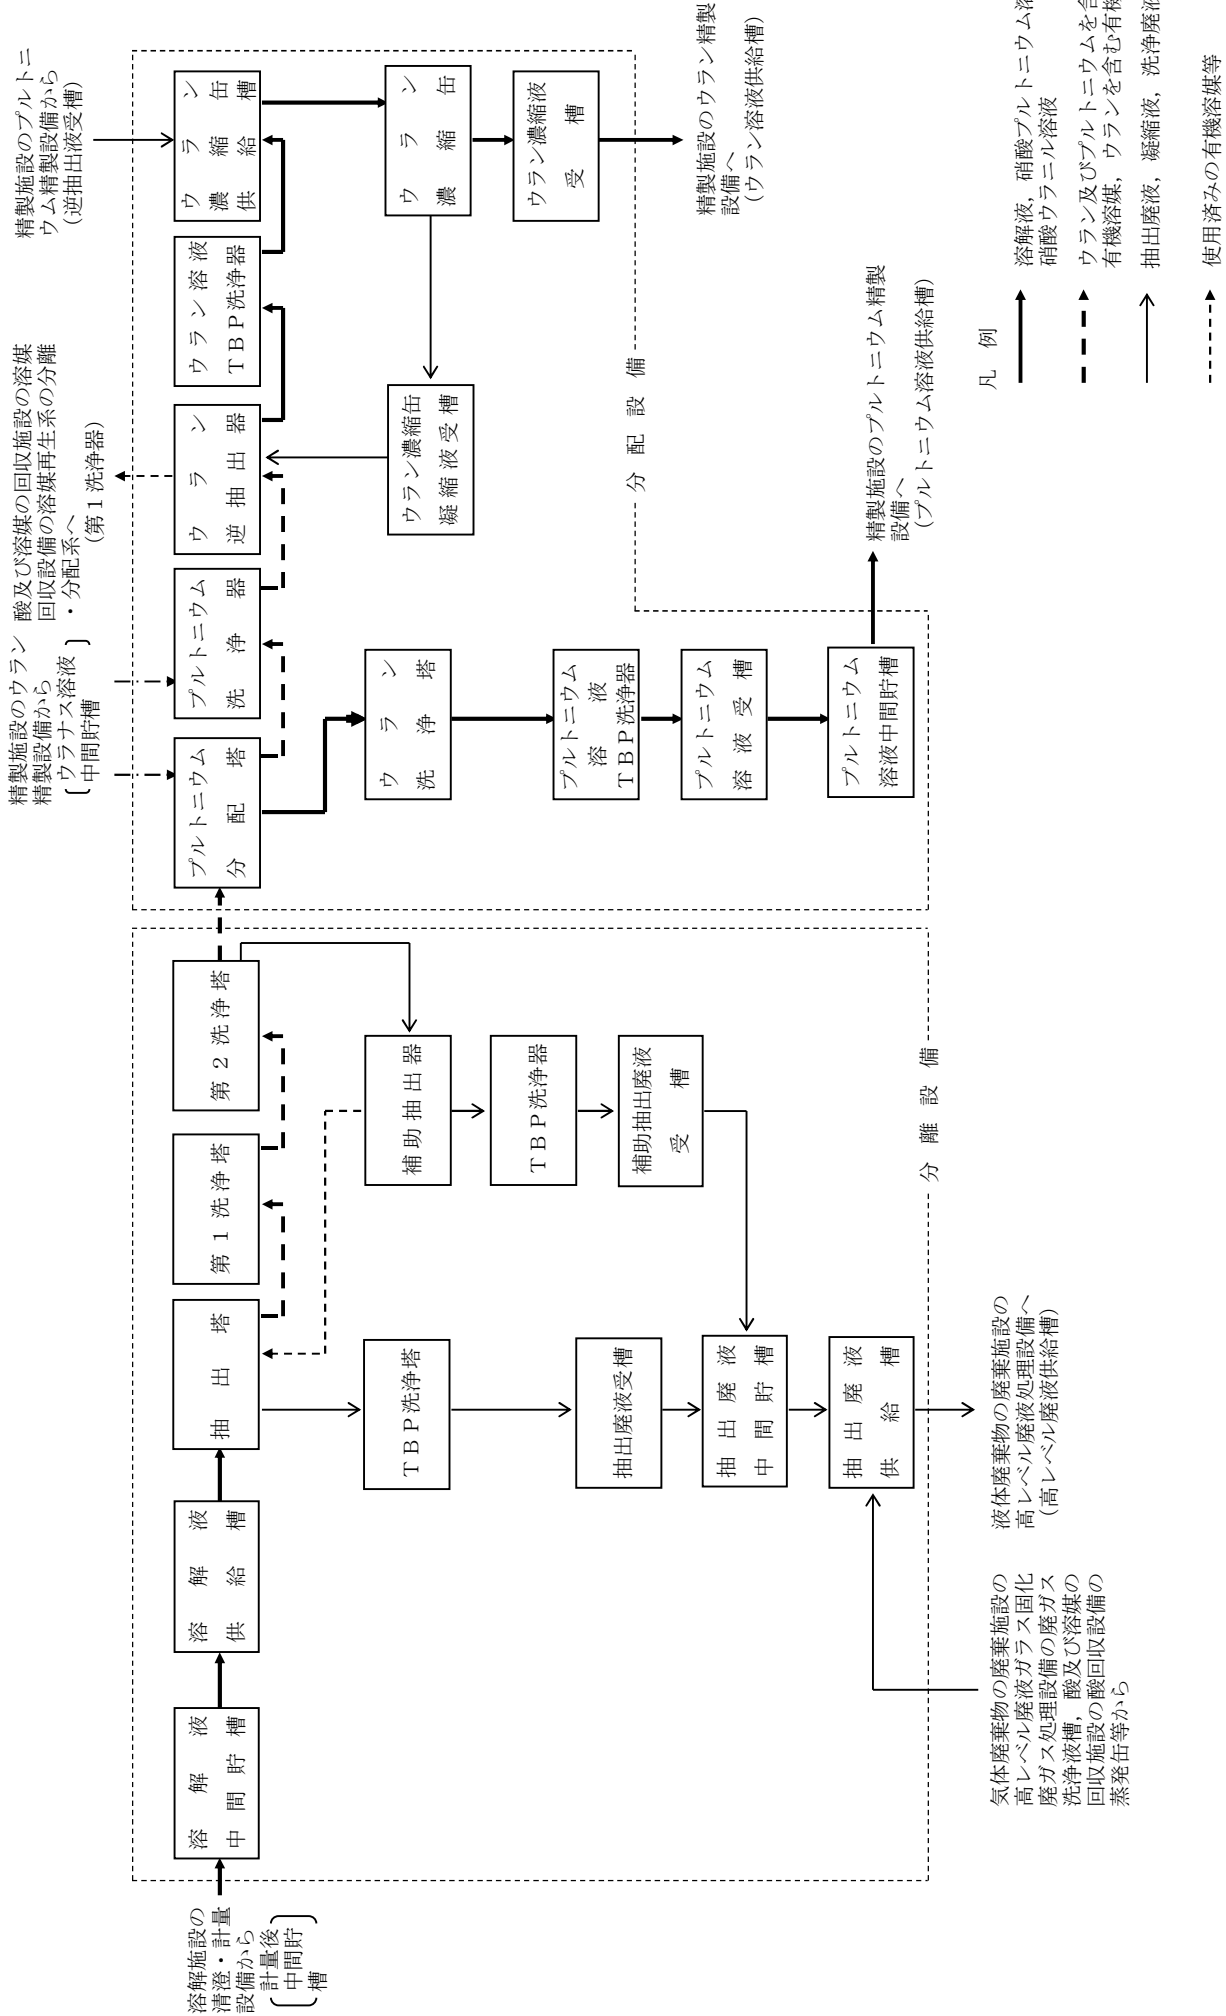 溶解施設の
清澄・計量
設備から
計量後
中間貯
槽
溶解液
中間貯槽
溶解液
供給槽
抽出塔
第1洗浄塔
第2洗浄塔
TBP洗浄塔
抽出廃液受槽
抽出廃液
中間貯槽
抽出廃液
供給槽
補助抽出器
TBP洗浄器
補助抽出廃液
受槽
分離設備
気体廃棄物の廃棄施設の
高レベル廃液ガラス固化
廃ガス処理設備の廃ガス
洗浄液槽，酸及び溶媒の
回収施設の酸回収設備の
蒸発缶等から
液体廃棄物の廃棄施設の
高レベル廃液処理設備へ
(高レベル廃液供給槽)
精製施設のウラン
精製設備から
ウラナス溶液
中間貯槽
酸及び溶媒の回収施設の溶媒
回収設備の溶媒再生系の分離
・分配系へ
(第1洗浄器)
精製施設のプルトニ
ウム精製設備から
(逆抽出液受槽)
プルトニウム
分配塔
プルトニウム
洗浄器
ウラン
逆抽出器
ウラン溶液
TBP洗浄器
ウラン
濃縮缶
供給槽
ウラン
洗浄塔
プルトニウム
溶液
TBP洗浄器
プルトニウム
溶液受槽
プルトニウム
溶液中間貯槽
ウラン濃縮缶
凝縮液受槽
ウラン
濃縮缶
ウラン濃縮液
受槽
分配設備
精製施設のウラン精製
設備へ
(ウラン溶液供給槽)
精製施設のプルトニウム精製
設備へ
(プルトニウム溶液供給槽)
凡例
溶解液，硝酸プルトニウム溶
硝酸ウラニル溶液
ウラン及びプルトニウムを含
有機溶媒，ウランを含む有機
抽出廃液，凝縮液，洗浄廃液
使用済みの有機溶媒等